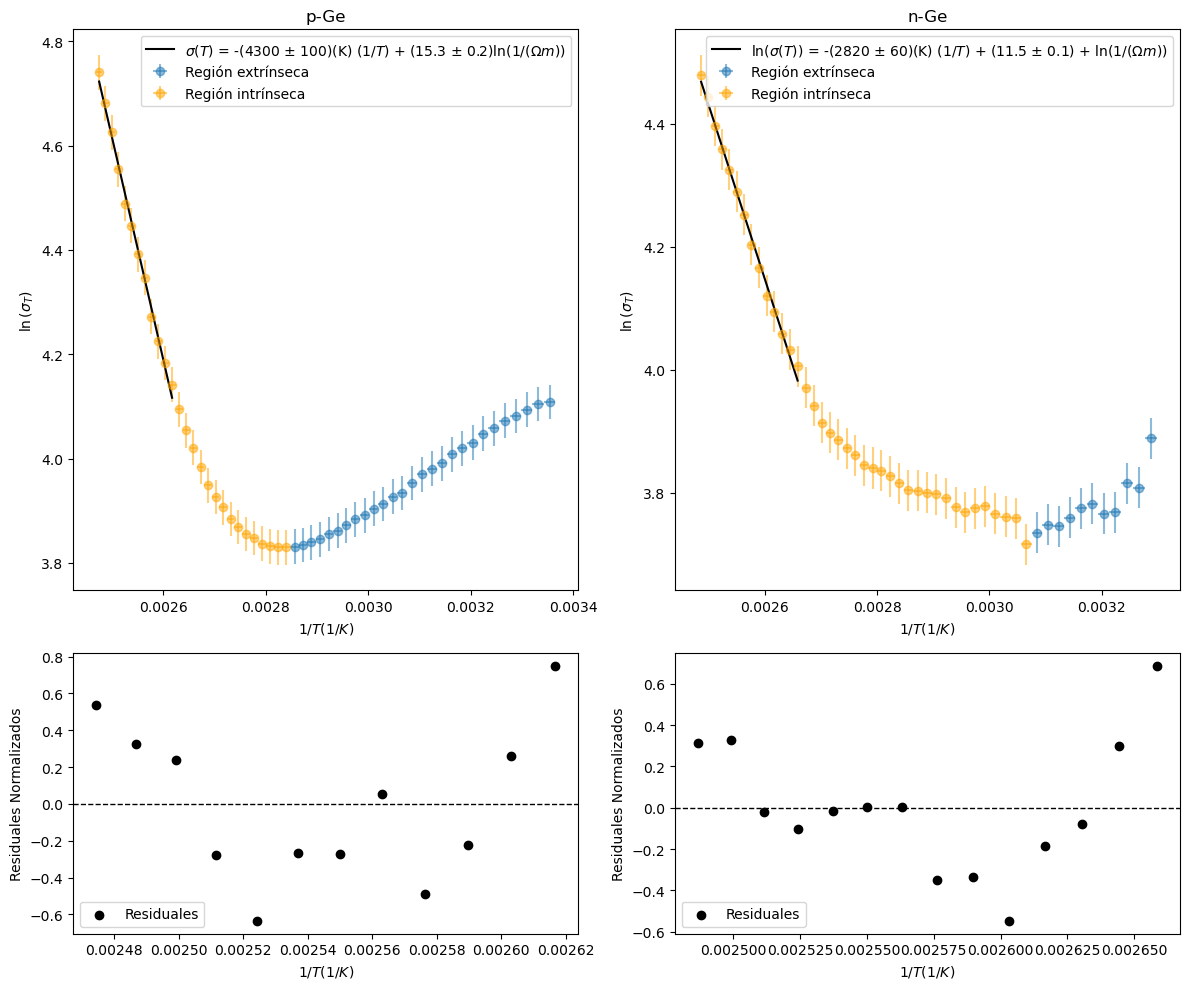 p-Ge
σ(T) = -(4300 ± 100)(K) (1/T) + (15.3 ± 0.2)ln(1/(Ωm))
Región extrínseca
Región intrínseca
4.8
4.6
4.4
4.2
4.0
3.8
ln (σ_T)
0.0026 0.0028 0.0030 0.0032 0.0034
1/T(1/K)
n-Ge
ln(σ(T)) = -(2820 ± 60)(K) (1/T) + (11.5 ± 0.1) + ln(1/(Ωm))
Región extrínseca
Región intrínseca
4.4
4.2
4.0
3.8
ln (σ_T)
0.0026 0.0028 0.0030 0.0032
1/T(1/K)
0.8
0.6
0.4
0.2
0.0
−0.2
−0.4
−0.6
Residuales Normalizados
Residuales
0.00248 0.00250 0.00252 0.00254 0.00256 0.00258 0.00260 0.00262
1/T(1/K)
0.6
0.4
0.2
0.0
−0.2
−0.4
−0.6
Residuales Normalizados
Residuales
0.002500 0.002525 0.002550 0.002575 0.002600 0.002625 0.002650
1/T(1/K)